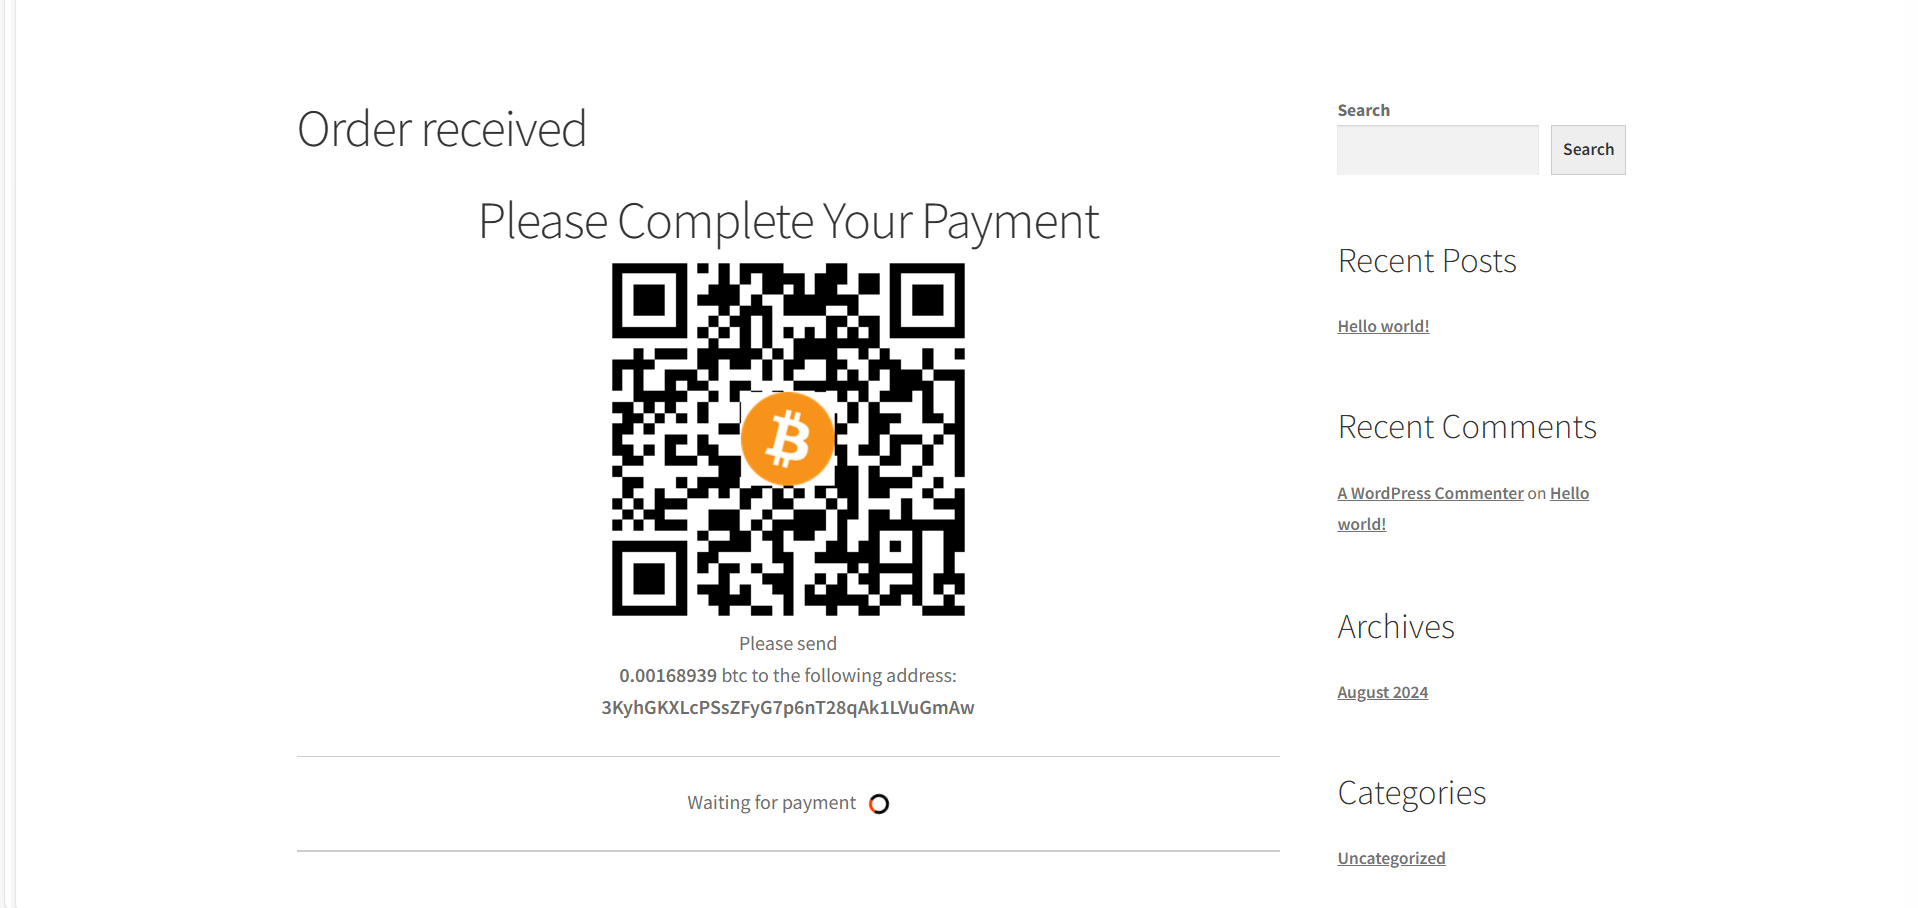 Order received
Please Complete Your Payment
Please send
0.00168939 btc to the following address:
3KyhGKXLcPSsZFyG7p6nT28qAk1LVuGmAw
Waiting for payment
Search
Search
Recent Posts
Hello world!
Recent Comments
A WordPress Commenter on Hello
world!
Archives
August 2024
Categories
Uncategorized